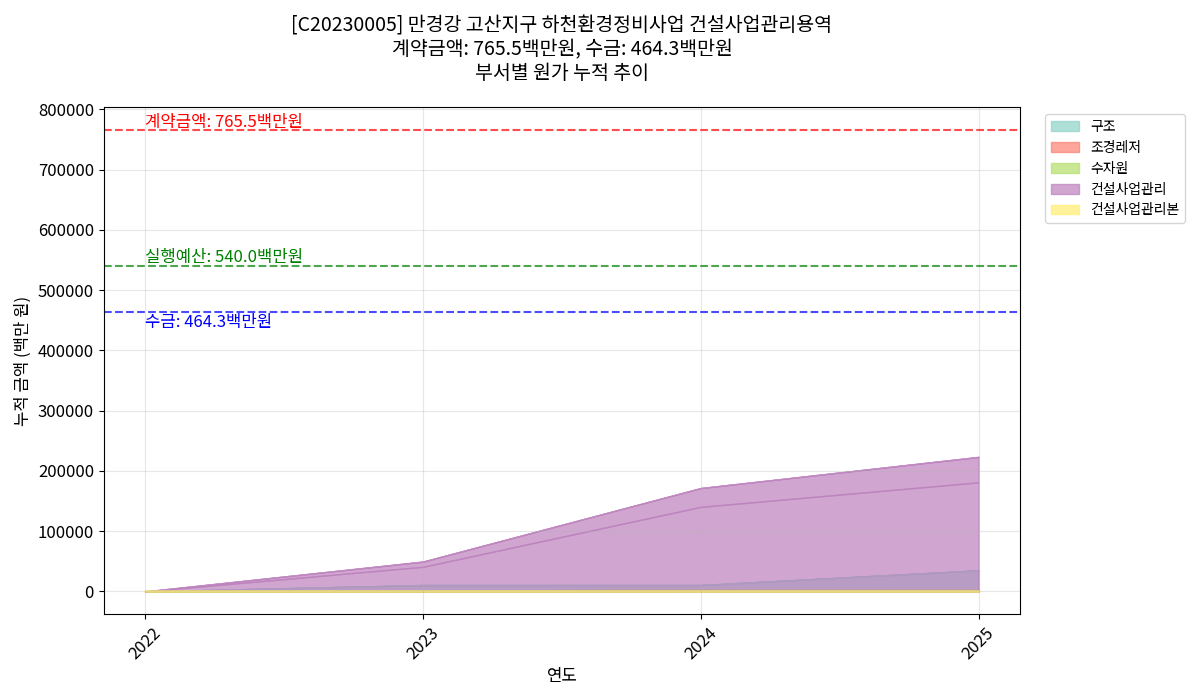 [C20230005] 만경강 고산지구 하천환경정비사업 건설사업관리용역
계약금액: 765.5백만원, 수금: 464.3백만원
부서별 원가 누적 추이
800000
700000
600000
500000
400000
300000
200000
100000
0
누적 금액 (백만 원)
계약금액: 765.5백만원
실행예산: 540.0백만원
수금: 464.3백만원
2022
2023
2024
2025
연도
구조
조경레저
수자원
건설사업관리
건설사업관리본